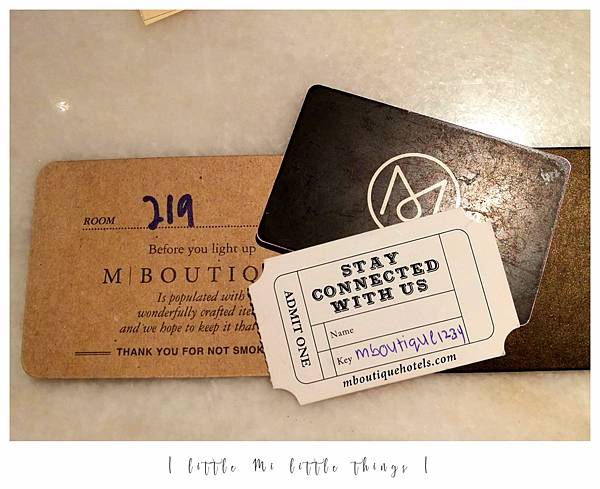 ROOM 219
Before you light up
M|BOUTIQ
Is populated with
wonderfully crafted ite
and we hope to keep it that
THANK YOU FOR NOT SMOK
ADMIT ONE
STAY
CONNECTED
WITH US
Name
Key mboutique1234
mboutiquehotels.com
[ little Mi little things ]